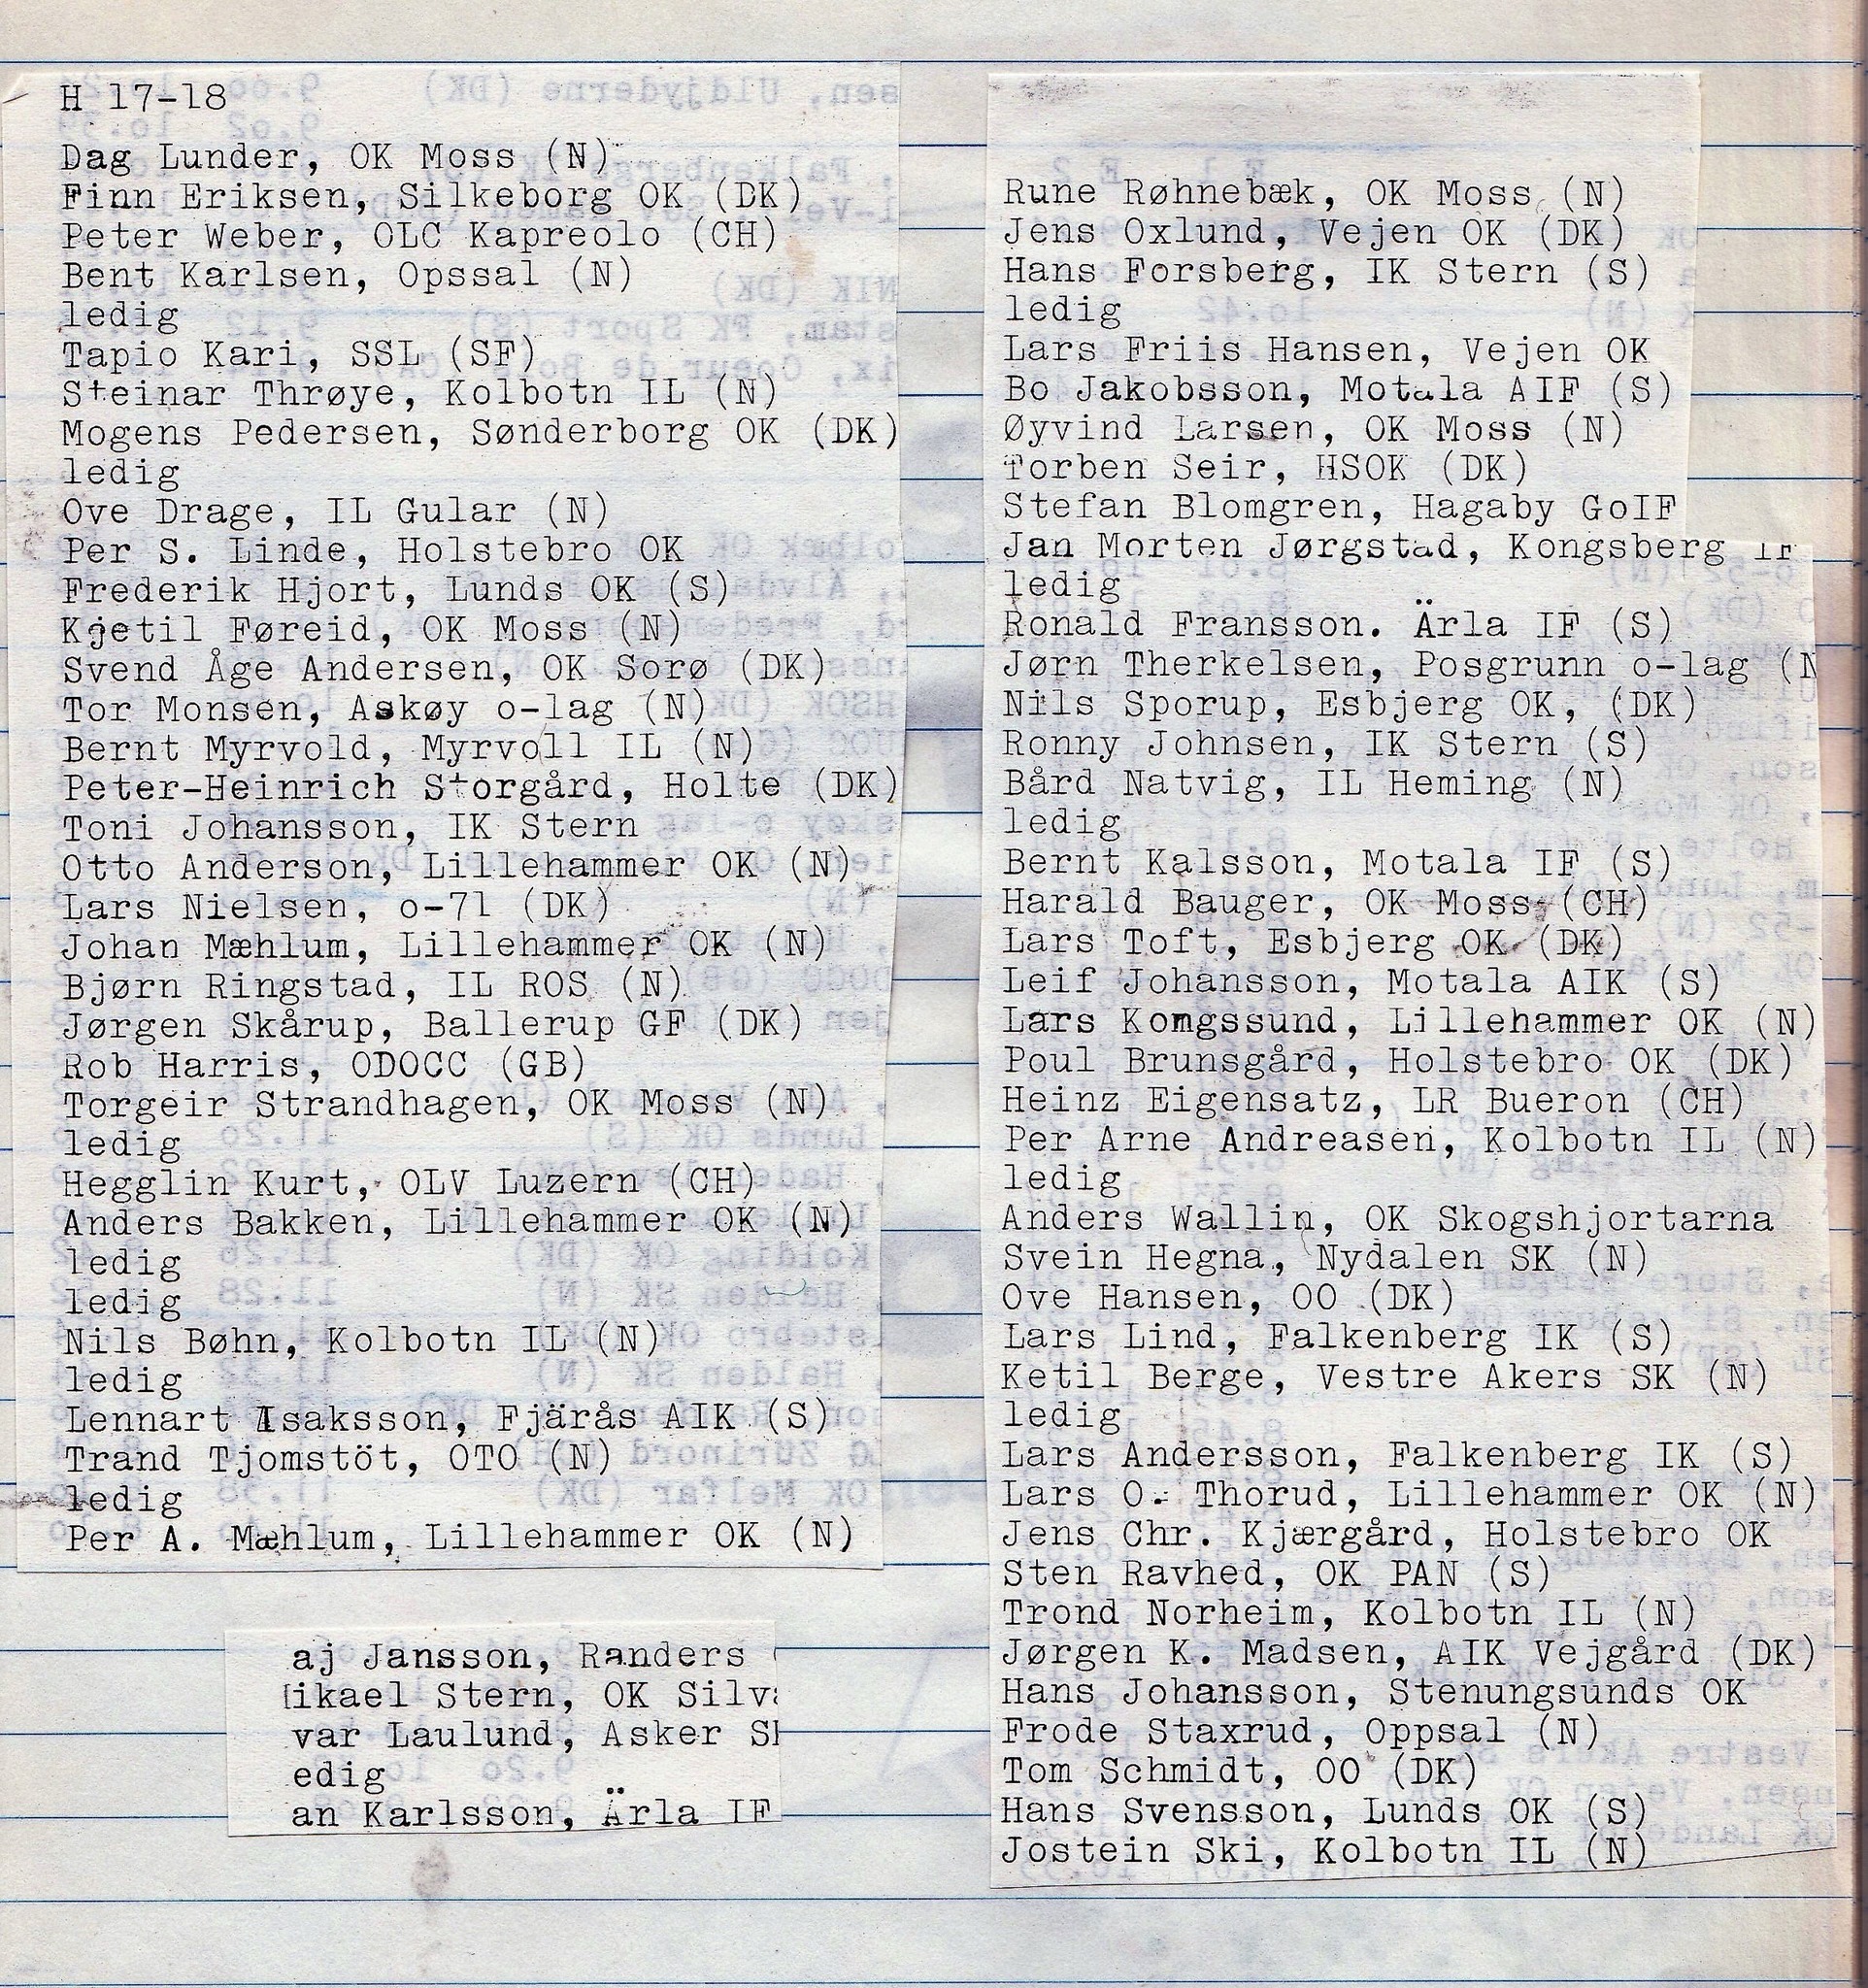 H 17-18
Dag Lunder, OK Moss (N)
Finn Eriksen, Silkeborg OK (DK)
Peter Weber, OLC Kapreolo (CH)
Bent Karlsen, Opssal (N)
ledig
Tapio Kari, SSL (SF)
Steinar Thrøye, Kolbotn IL (N)
Mogens Pedersen, Sønderborg OK (DK)
ledig
Ove Drage, IL Gular (N)
Per S. Linde, Holstebro OK
Frederik Hjort, Lunds OK (S)
Kjetil Føreid, OK Moss (N)
Svend Åge Andersen, OK Sorø (DK)
Tor Monsen, Askøy o-lag (N)
Bernt Myrvold, Myrvoll IL (N)
Peter-Heinrich Storgård, Holte (DK)
Toni Johansson, IK Stern
Otto Anderson, Lillehammer OK (N)
Lars Nielsen, o-71 (DK)
Johan Mæhlum, Lillehammer OK (N)
Bjørn Ringstad, IL ROS (N)
Jørgen Skårup, Ballerup GF (DK)
Rob Harris, ODOCC (GB)
Torgeir Strandhagen, OK Moss (N)
ledig
Hegglin Kurt, OLV Luzern (CH)
Anders Bakken, Lillehammer OK (N)
ledig
ledig
Nils Bøhn, Kolbotn IL (N)
ledig
Lennart Isaksson, Fjärås AIK (S)
Trand Tjomstöt, OTO (N)
ledig
Per A. Mæhlum, Lillehammer OK (N)
aj Jansson, Randers (
ikael Stern, OK Silva
var Laulund, Asker SK
edig
an Karlsson, Ärla IF
Rune Røhnebæk, OK Moss (N)
Jens Oxlund, Vejen OK (DK)
Hans Forsberg, IK Stern (S)
ledig
Lars Friis Hansen, Vejen OK
Bo Jakobsson, Motala AIF (S)
Øyvind Larsen, OK Moss (N)
Torben Seir, HSOK (DK)
Stefan Blomgren, Hagaby GoIF
Jan Morten Jørgstad, Kongsberg IF
ledig
Ronald Fransson. Ärla IF (S)
Jørn Therkelsen, Posgrunn o-lag (N
Nils Sporup, Esbjerg OK, (DK)
Ronny Johnsen, IK Stern (S)
Bård Natvig, IL Heming (N)
ledig
Bernt Kalsson, Motala IF (S)
Harald Bauger, OK Moss (CH)
Lars Toft, Esbjerg OK (DK)
Leif Johansson, Motala AIK (S)
Lars Komgssund, Lillehammer OK (N)
Poul Brunsgård, Holstebro OK (DK)
Heinz Eigensatz, LR Bueron (CH)
Per Arne Andreasen, Kolbotn IL (N)
ledig
Anders Wallin, OK Skogshjortarna
Svein Hegna, Nydalen SK (N)
Ove Hansen, OO (DK)
Lars Lind, Falkenberg IK (S)
Ketil Berge, Vestre Akers SK (N)
ledig
Lars Andersson, Falkenberg IK (S)
Lars O. Thorud, Lillehammer OK (N)
Jens Chr. Kjærgård, Holstebro OK
Sten Ravhed, OK PAN (S)
Trond Norheim, Kolbotn IL (N)
Jørgen K. Madsen, AIK Vejgård (DK)
Hans Johansson, Stenungsunds OK
Frode Staxrud, Oppsal (N)
Tom Schmidt, OO (DK)
Hans Svensson, Lunds OK (S)
Jostein Ski, Kolbotn IL (N)